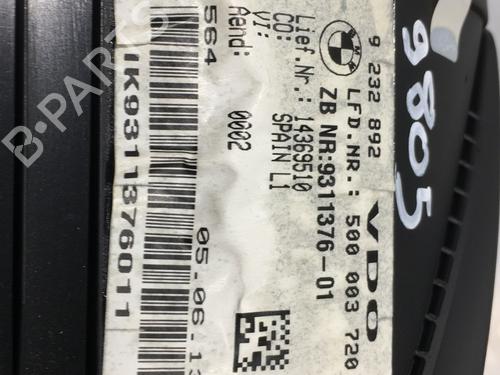 VDO
9 232 892
LFD.NR.: 500 003 720
ZB NR:9311376-01
Lief.Nr.: 14369510
CO: SPAIN L1
VI:
Aend: 0602
564
05.06.13
IK9311376011
9805
B-PARTS